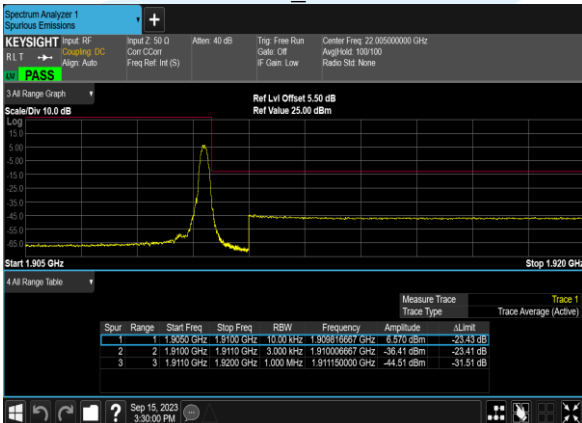 Spectrum Analyzer 1
Spurious Emissions
+
KEYSIGHT Input: RF Input Z: 50 Ω Atten: 40 dB Trig: Free Run Center Freq: 22.005000000 GHz
RLT Coupling: DC Corr CCorr Gate: Off Avg|Hold: 100/100
Align: Auto Freq Ref: Int (S) IF Gain: Low Radio Std: None
PASS
3 All Range Graph
Ref Lvl Offset 5.50 dB
Scale/Div 10.0 dB Ref Value 25.00 dBm
Log
15.0
5.00
-5.00
-15.0
-25.0
-35.0
-45.0
-55.0
-65.0
Start 1.905 GHz Stop 1.920 GHz
4 All Range Table
Measure Trace Trace 1
Trace Type Trace Average (Active)
Spur Range Start Freq Stop Freq RBW Frequency Amplitude ΔLimit
1 1 1.9050 GHz 1.9100 GHz 10.00 kHz 1.909816667 GHz 6.570 dBm -23.43 dB
2 2 1.9100 GHz 1.9110 GHz 3.000 kHz 1.910006667 GHz -36.41 dBm -23.41 dB
3 3 1.9110 GHz 1.9200 GHz 1.000 MHz 1.911150000 GHz -44.51 dBm -31.51 dB
? Sep 15, 2023
3:30:00 PM